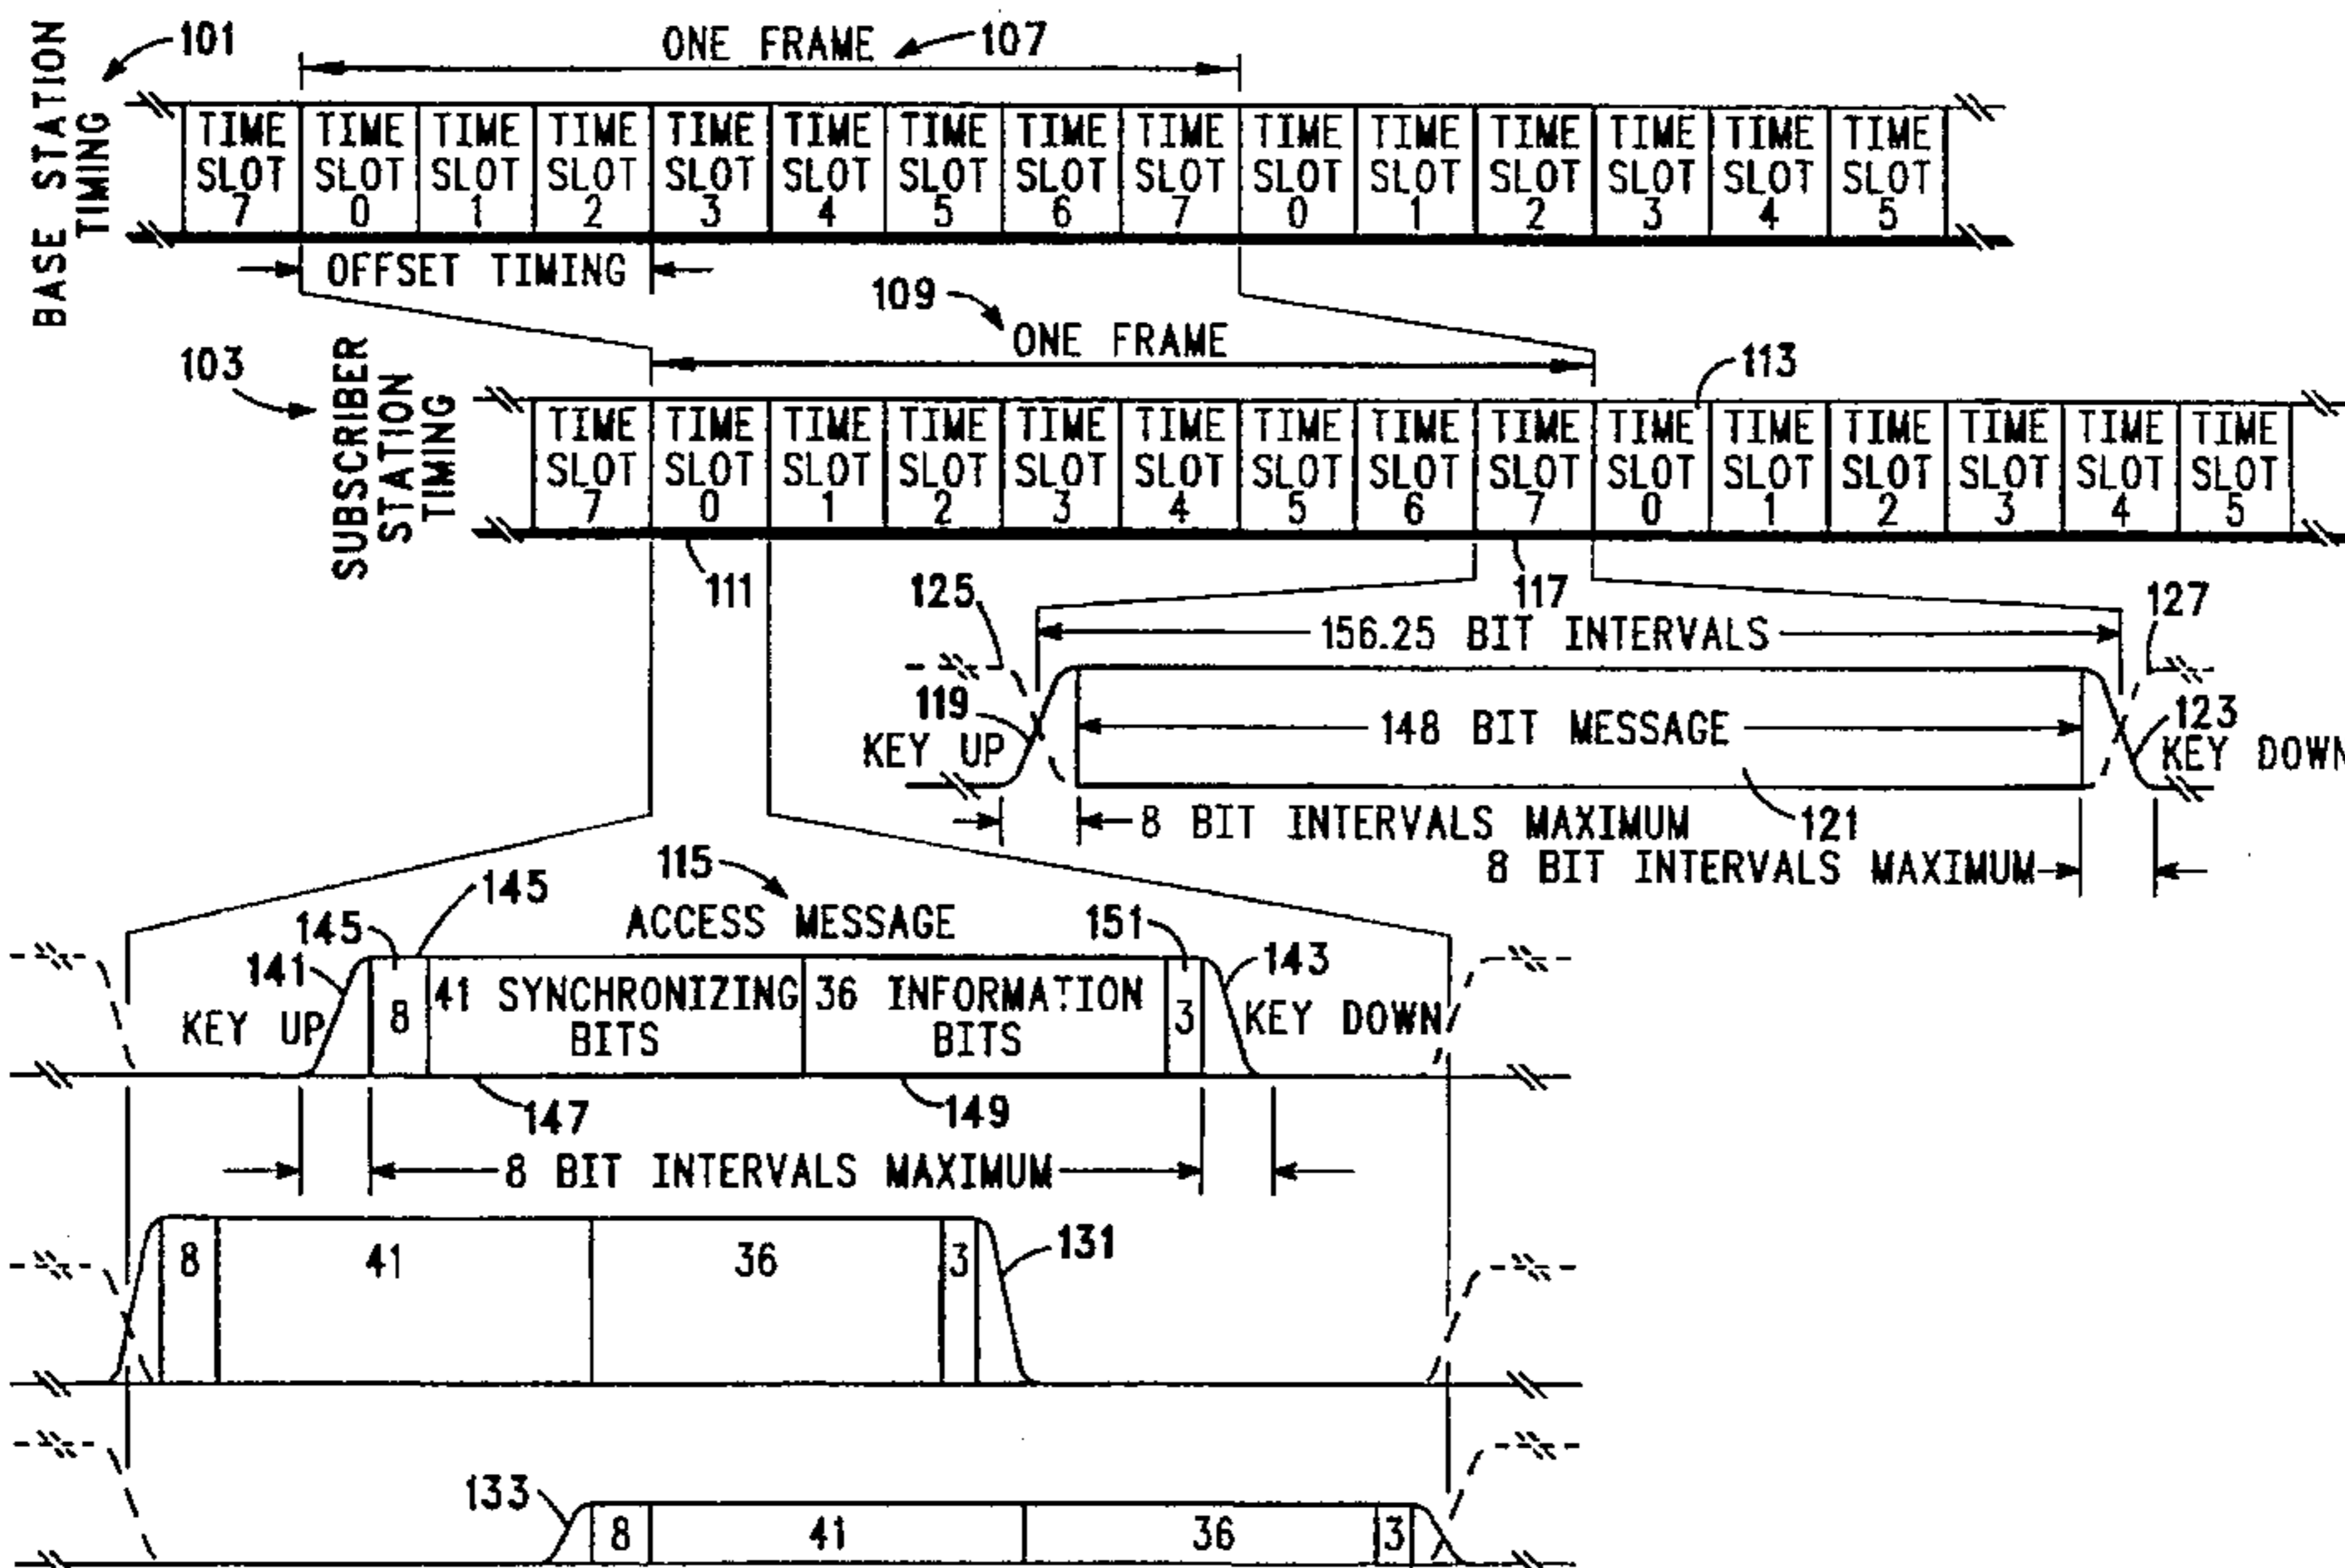 101
ONE FRAME 107
BASE STATION
TIMING
TIME SLOT 7
TIME SLOT 0
TIME SLOT 1
TIME SLOT 2
TIME SLOT 3
TIME SLOT 4
TIME SLOT 5
TIME SLOT 6
TIME SLOT 7
TIME SLOT 0
TIME SLOT 1
TIME SLOT 2
TIME SLOT 3
TIME SLOT 4
TIME SLOT 5
OFFSET TIMING
109
ONE FRAME
103
113
SUBSCRIBER
STATION
TIMING
TIME SLOT 7
TIME SLOT 0
TIME SLOT 1
TIME SLOT 2
TIME SLOT 3
TIME SLOT 4
TIME SLOT 5
TIME SLOT 6
TIME SLOT 7
TIME SLOT 0
TIME SLOT 1
TIME SLOT 2
TIME SLOT 3
TIME SLOT 4
TIME SLOT 5
111
125
117
127
156.25 BIT INTERVALS
119
KEY UP
148 BIT MESSAGE
123
KEY DOWN
8 BIT INTERVALS MAXIMUM
121
8 BIT INTERVALS MAXIMUM
115
ACCESS MESSAGE
145
145
151
141
143
KEY UP
8
41 SYNCHRONIZING
BITS
36 INFORMATION
BITS
3
KEY DOWN
147
149
8 BIT INTERVALS MAXIMUM
8
41
36
3
131
133
8
41
36
3